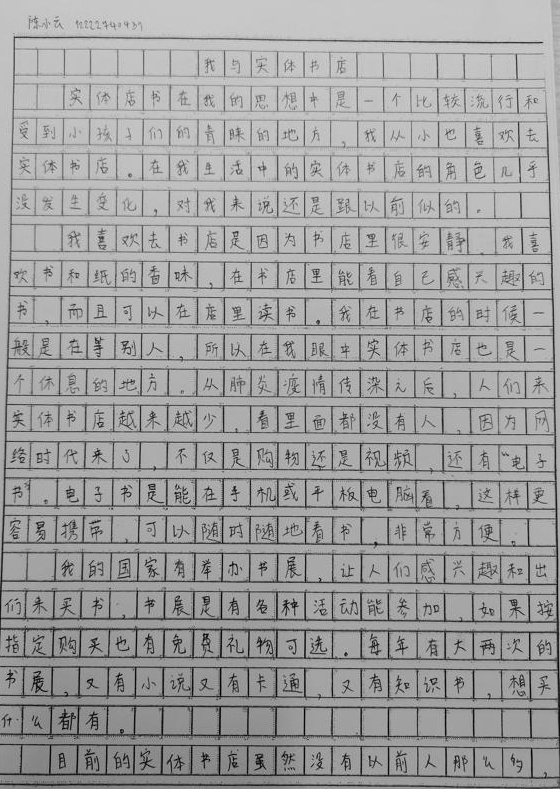 陈小云 12222740439
我与实体书店
实体店书在我的思想中是一个比较流行和
受到小孩子们的青睐的地方，我从小也喜欢去
实体书店。在我生活中的实体书店的角色几乎
没发生变化，对我来说还是跟以前似的。
我喜欢去书店是因为书店里很安静，我喜
欢书和纸的香味，在书店里能看自己感兴趣的
书，而且可以在店里读书。我在书店的时候一
般是在等别人，所以在我眼中实体书店也是一
个休息的地方。从肺炎疫情传染之后，人们来
实体书店越来越少，看里面都没有人，因为网
络时代来了，不仅是购物还是视频，还有“电子
书”。电子书是能在手机或平板电脑看，这样更
容易携带，可以随时随地看书，非常方便。
我的国家有举办书展，让人们感兴趣和出
们来买书，书展是有各种活动能参加，如果按
指定购买也有免费礼物可选。每年有大两次的
书展，又有小说又有卡通，又有知识书，想买
什么都有。
目前的实体书店虽然没有以前人那么多，